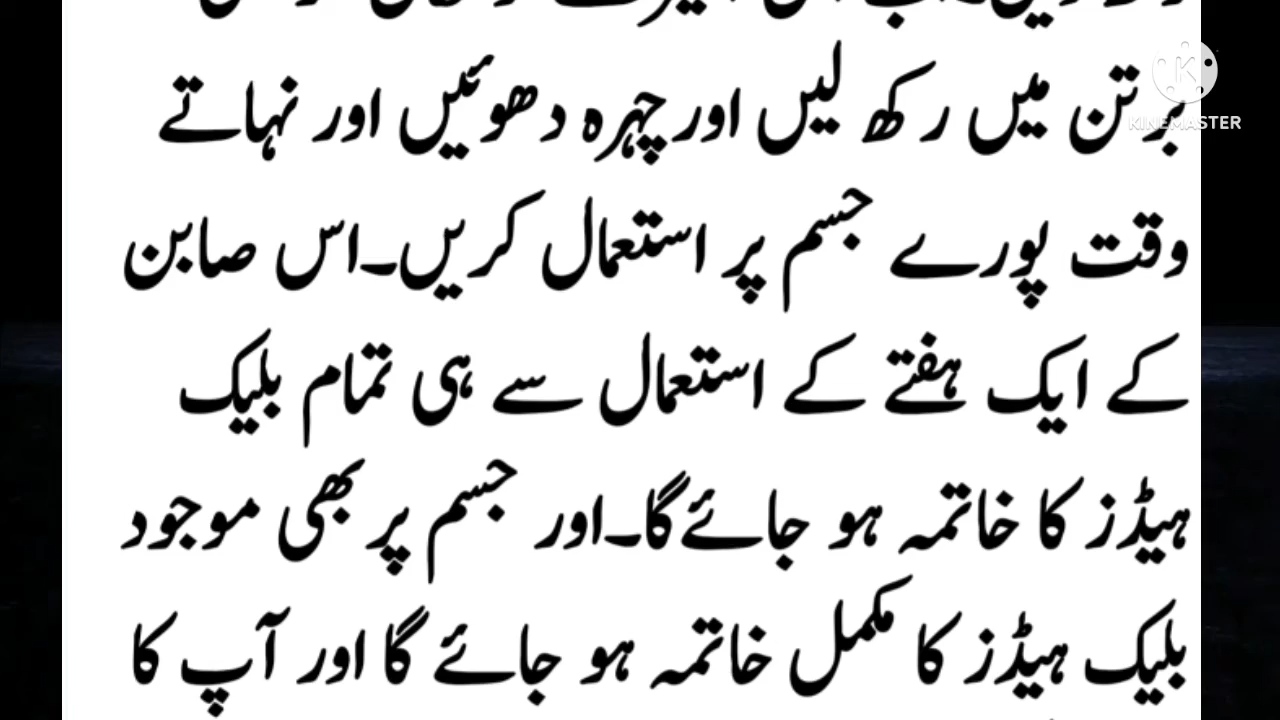 برتن میں رکھ لیں اور چہرہ دھوئیں اور نہاتے
وقت پورے جسم پر استعمال کریں۔اس صابن
کے ایک ہفتے کے استعمال سے ہی تمام بلیک
ہیڈز کا خاتمہ ہو جائےگا۔اور جسم پر بھی موجود
بلیک ہیڈز کا مکمل خاتمہ ہو جائے گا اور آپ کا
K
KINEMASTER